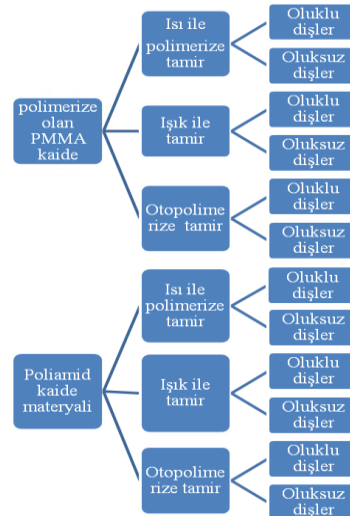 polimerize
olan
PMMA
kaide
Isı ile
polimerize
tamir
Oluklu
dişler
Oluksuz
dişler
Işık ile
tamir
Oluklu
dişler
Oluksuz
dişler
Otopolime
rize tamir
Oluklu
dişler
Oluksuz
dişler
Poliamid
kaide
materyali
Isı ile
polimerize
tamir
Oluklu
dişler
Oluksuz
dişler
Işık ile
tamir
Oluklu
dişler
Oluksuz
dişler
Otopolime
rize tamir
Oluklu
dişler
Oluksuz
dişler